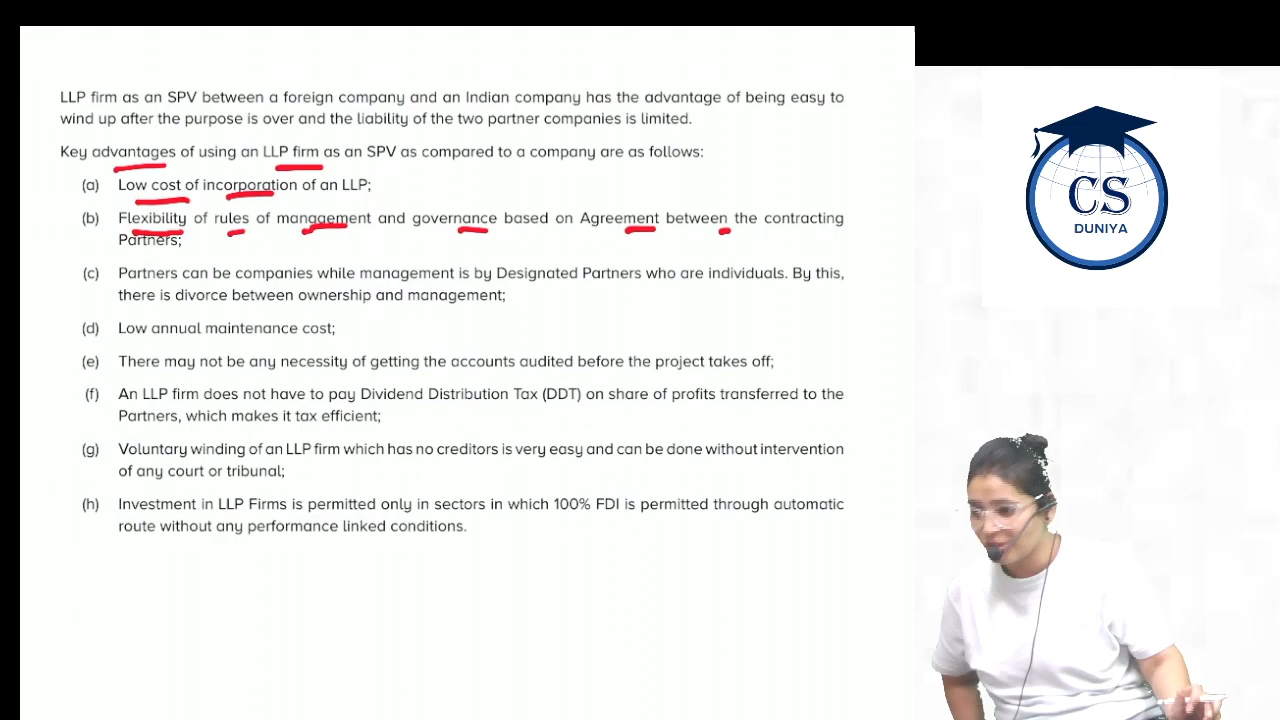 LLP firm as an SPV between a foreign company and an Indian company has the advantage of being easy to
wind up after the purpose is over and the liability of the two partner companies is limited.
Key advantages of using an LLP firm as an SPV as compared to a company are as follows:
(a) Low cost of incorporation of an LLP;
(b) Flexibility of rules of management and governance based on Agreement between the contracting
Partners;
(c) Partners can be companies while management is by Designated Partners who are individuals. By this,
there is divorce between ownership and management;
(d) Low annual maintenance cost;
(e) There may not be any necessity of getting the accounts audited before the project takes off;
(f) An LLP firm does not have to pay Dividend Distribution Tax (DDT) on share of profits transferred to the
Partners, which makes it tax efficient;
(g) Voluntary winding of an LLP firm which has no creditors is very easy and can be done without intervention
of any court or tribunal;
(h) Investment in LLP Firms is permitted only in sectors in which 100% FDI is permitted through automatic
route without any performance linked conditions.
CS
DUNIYA